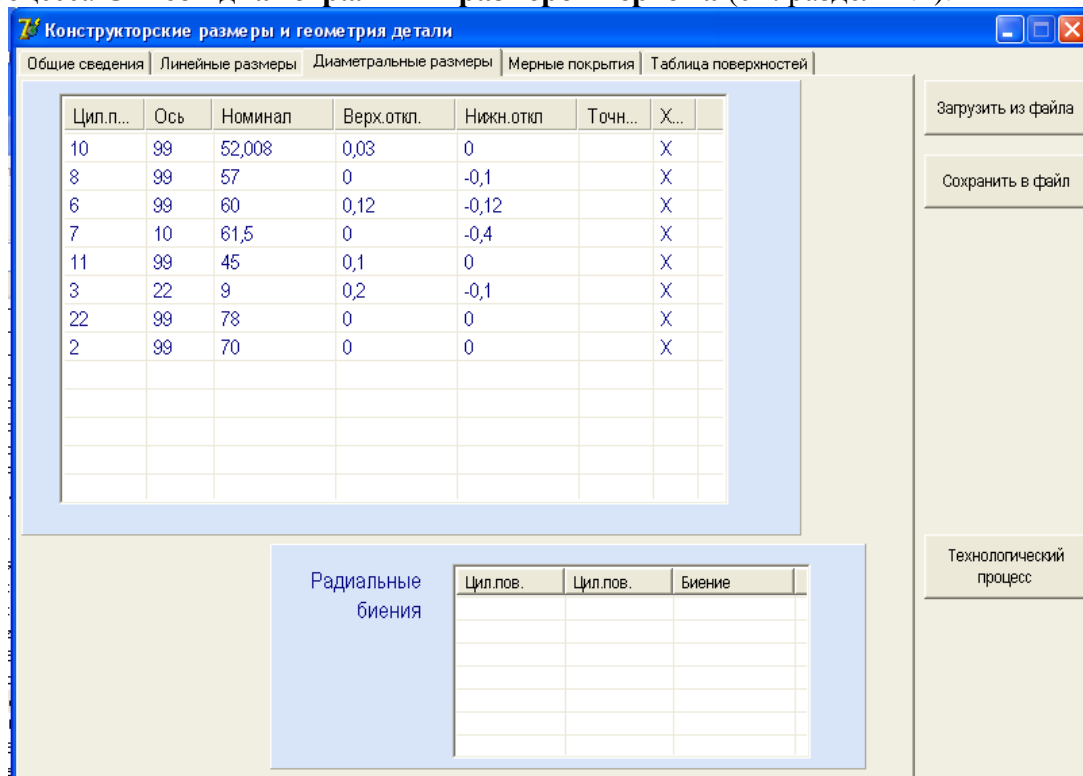 Конструкторские размеры и геометрия детали
Общие сведения Линейные размеры Диаметральные размеры Мерные покрытия Таблица поверхностей
Загрузить из файла
Сохранить в файл
Цил.п... Ось Номинал Верх.откл. Нижн.откл Точн... Х...
10 99 52,008 0,03 0 X
8 99 57 0 -0,1 X
6 99 60 0,12 -0,12 X
7 10 61,5 0 -0,4 X
11 99 45 0,1 0 X
3 22 9 0,2 -0,1 X
22 99 78 0 0 X
2 99 70 0 0 X
Технологический
процесс
Радиальные
биения
Цил.пов. Цил.пов. Биение